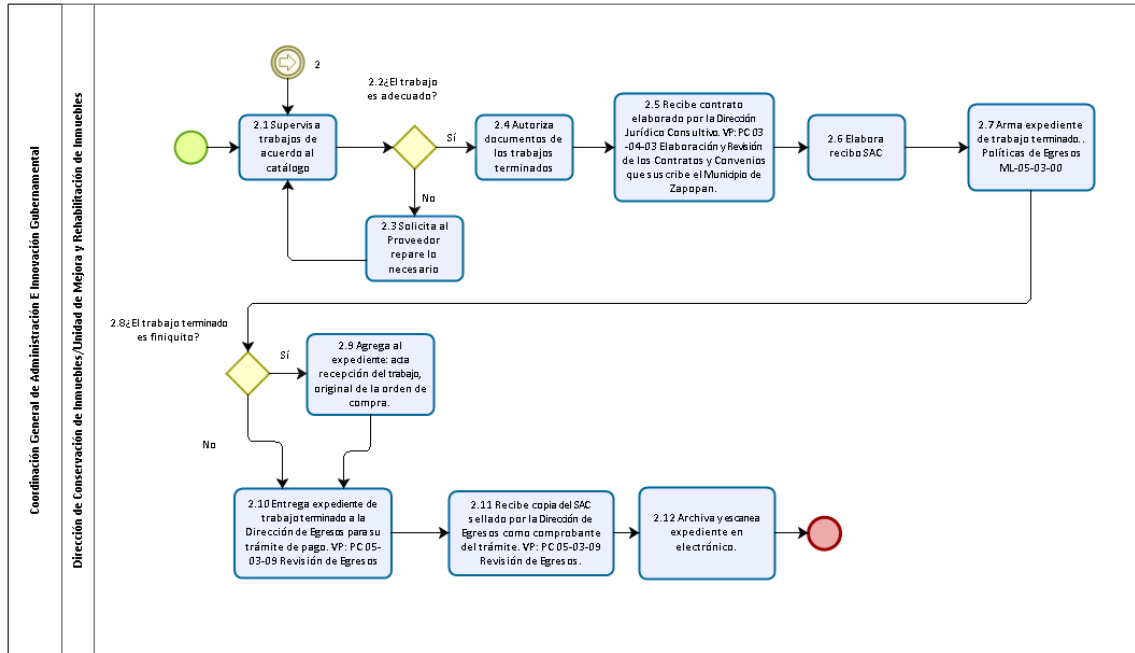 Coordinación General de Administración E Innovación Gubernamental
Dirección de Conservación de Inmuebles/Unidad de Mejora y Rehabilitación de Inmuebles
2
2.1 Supervisa
trabajos de
acuerdo al
catálogo
2.2¿El trabajo
es adecuado?
Sí
No
2.3 Solicita al
Proveedor
repare lo
necesario
2.4 Autoriza
documentos de
los trabajos
terminados
2.5 Recibe contrato
elaborado por la Dirección
Jurídico Consultivo. VP: PC 03
-04-03 Elaboración y Revisión
de los Contratos y Convenios
que suscribe el Municipio de
Zapopan.
2.6 Elabora
recibo SAC
2.7 Arma expediente
de trabajo terminado. .
Políticas de Egresos
ML-05-03-00
2.8¿El trabajo terminado
es finiquito?
Sí
No
2.9 Agrega al
expediente: acta
recepción del trabajo,
original de la orden de
compra.
2.10 Entrega expediente de
trabajo terminado a la
Dirección de Egresos para su
trámite de pago. VP: PC 05-
03-09 Revisión de Egresos
2.11 Recibe copia del SAC
sellado por la Dirección de
Egresos como comprobante
del trámite. VP: PC 05-03-09
Revisión de Egresos.
2.12 Archiva y escanea
expediente en
electrónico.